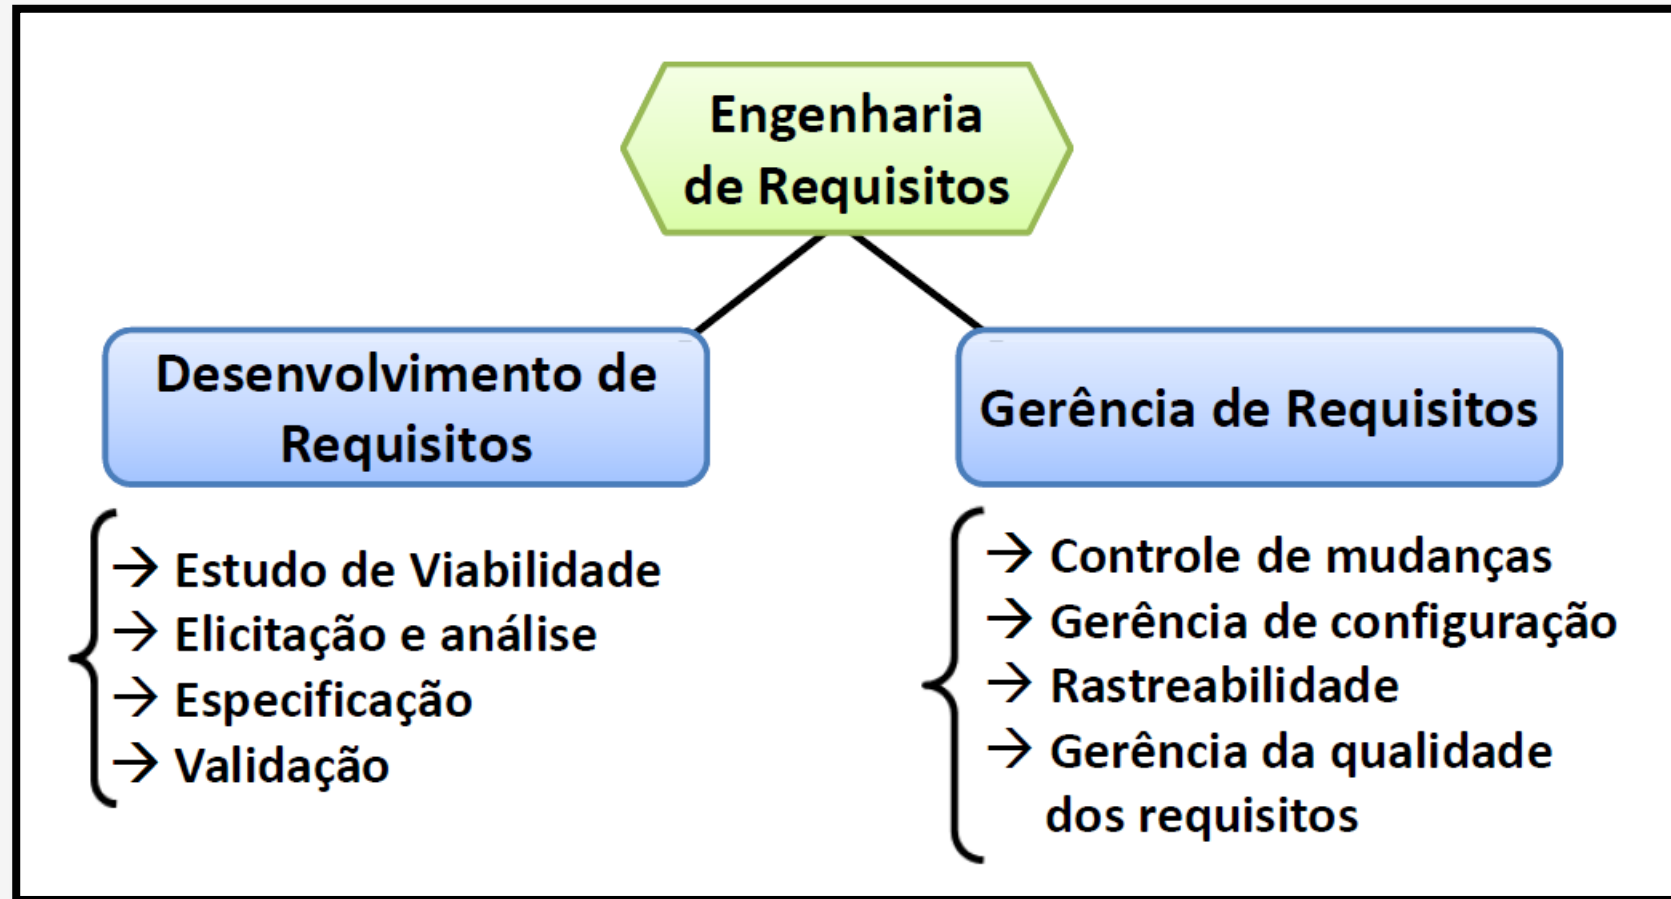 Engenharia
de Requisitos
Desenvolvimento de
Requisitos
→ Estudo de Viabilidade
→ Elicitação e análise
→ Especificação
→ Validação
Gerência de Requisitos
→ Controle de mudanças
→ Gerência de configuração
→ Rastreabilidade
→ Gerência da qualidade
dos requisitos